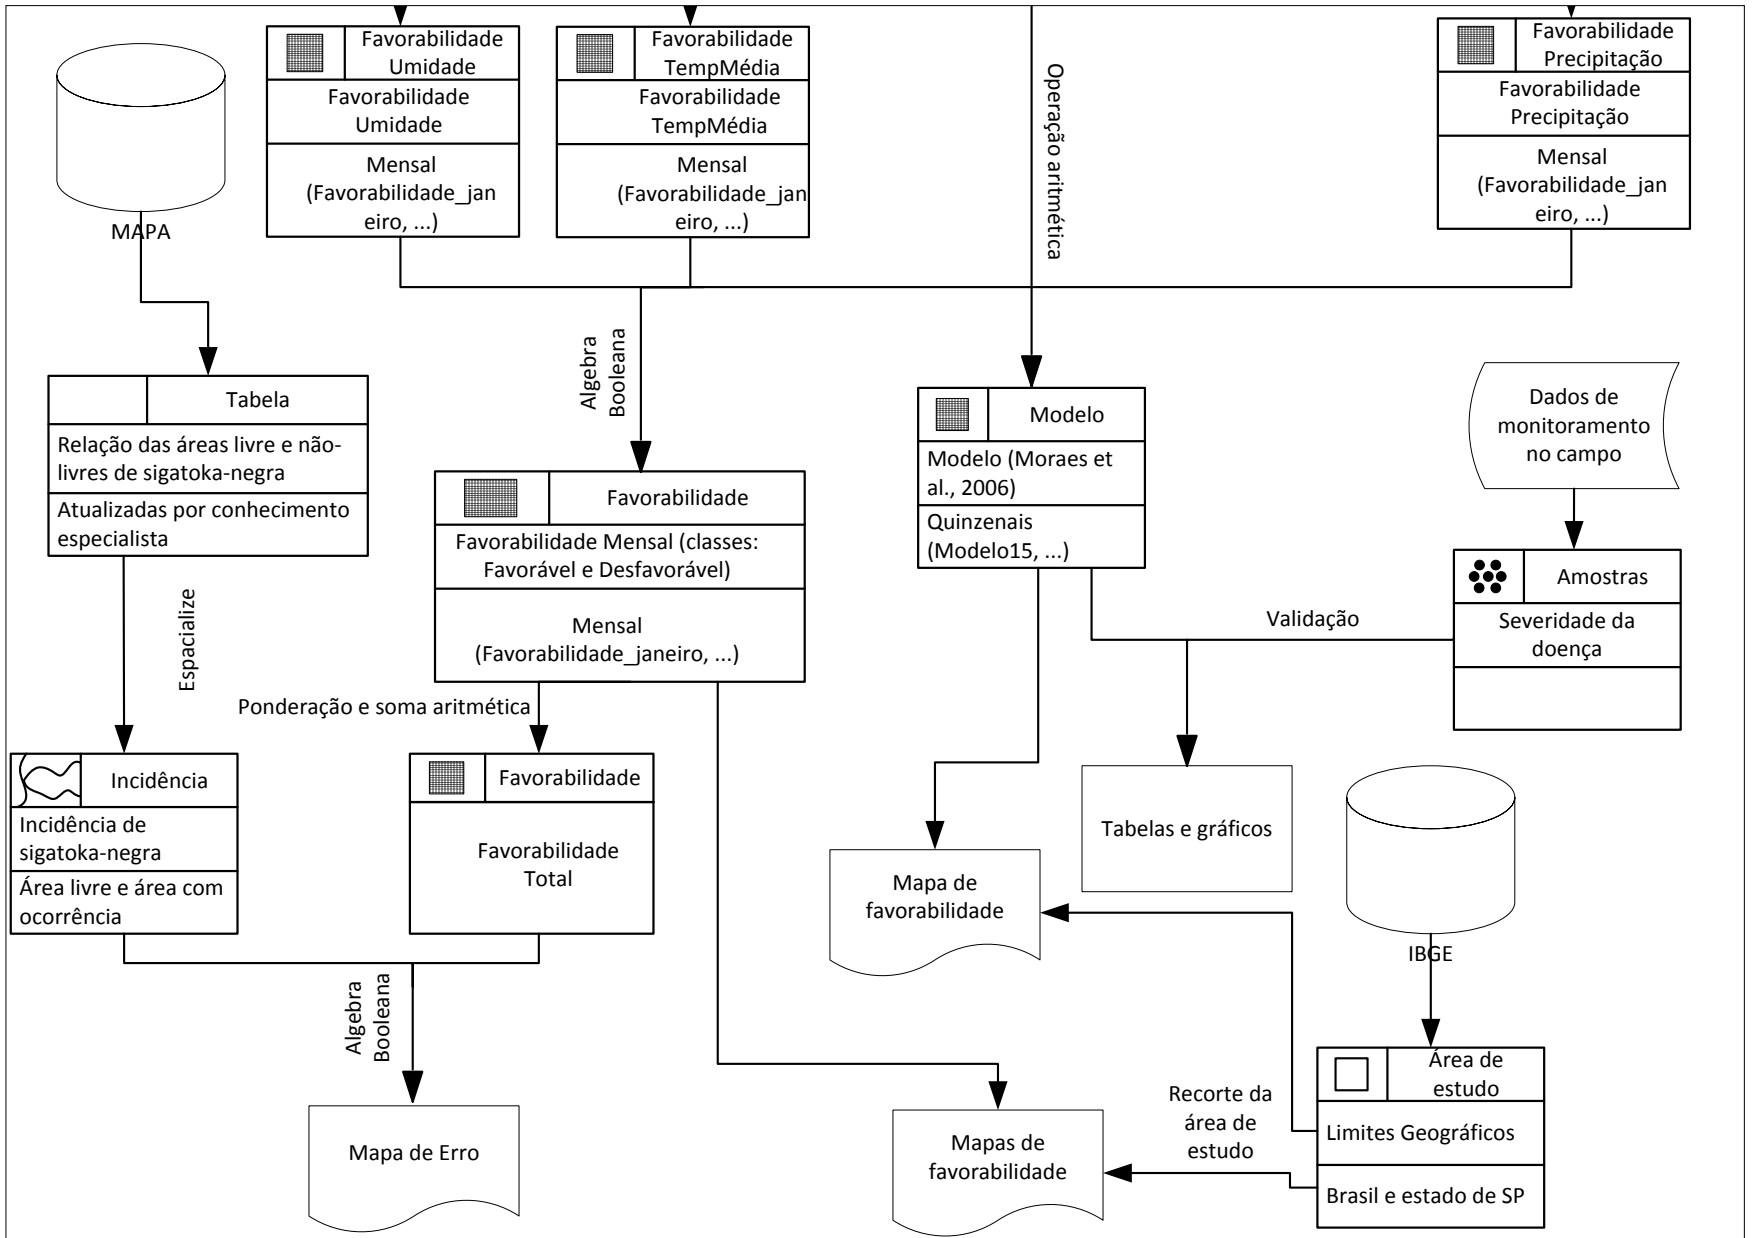 Favorabilidade
Umidade
Favorabilidade
Umidade
Mensal
(Favorabilidade_jan
eiro, ...)
Favorabilidade
TempMédia
Favorabilidade
TempMédia
Mensal
(Favorabilidade_jan
eiro, ...)
Operação aritmética
Favorabilidade
Precipitação
Favorabilidade
Precipitação
Mensal
(Favorabilidade_jan
eiro, ...)
MAPA
Tabela
Relação das áreas livre e não-
livres de sigatoka-negra
Atualizadas por conhecimento
especialista
Algebra
Booleana
Favorabilidade
Favorabilidade Mensal (classes:
Favorável e Desfavorável)
Mensal
(Favorabilidade_janeiro, ...)
Modelo
Modelo (Moraes et
al., 2006)
Quinzenais
(Modelo15, ...)
Dados de
monitoramento
no campo
Amostras
Severidade da
doença
Validação
Espacialize
Ponderação e soma aritmética
Incidência
Incidência de
sigatoka-negra
Área livre e área com
ocorrência
Favorabilidade
Favorabilidade
Total
Tabelas e gráficos
Mapa de
favorabilidade
IBGE
Algebra
Booleana
Mapa de Erro
Mapas de
favorabilidade
Recorte da
área de
estudo
Área de
estudo
Limites Geográficos
Brasil e estado de SP